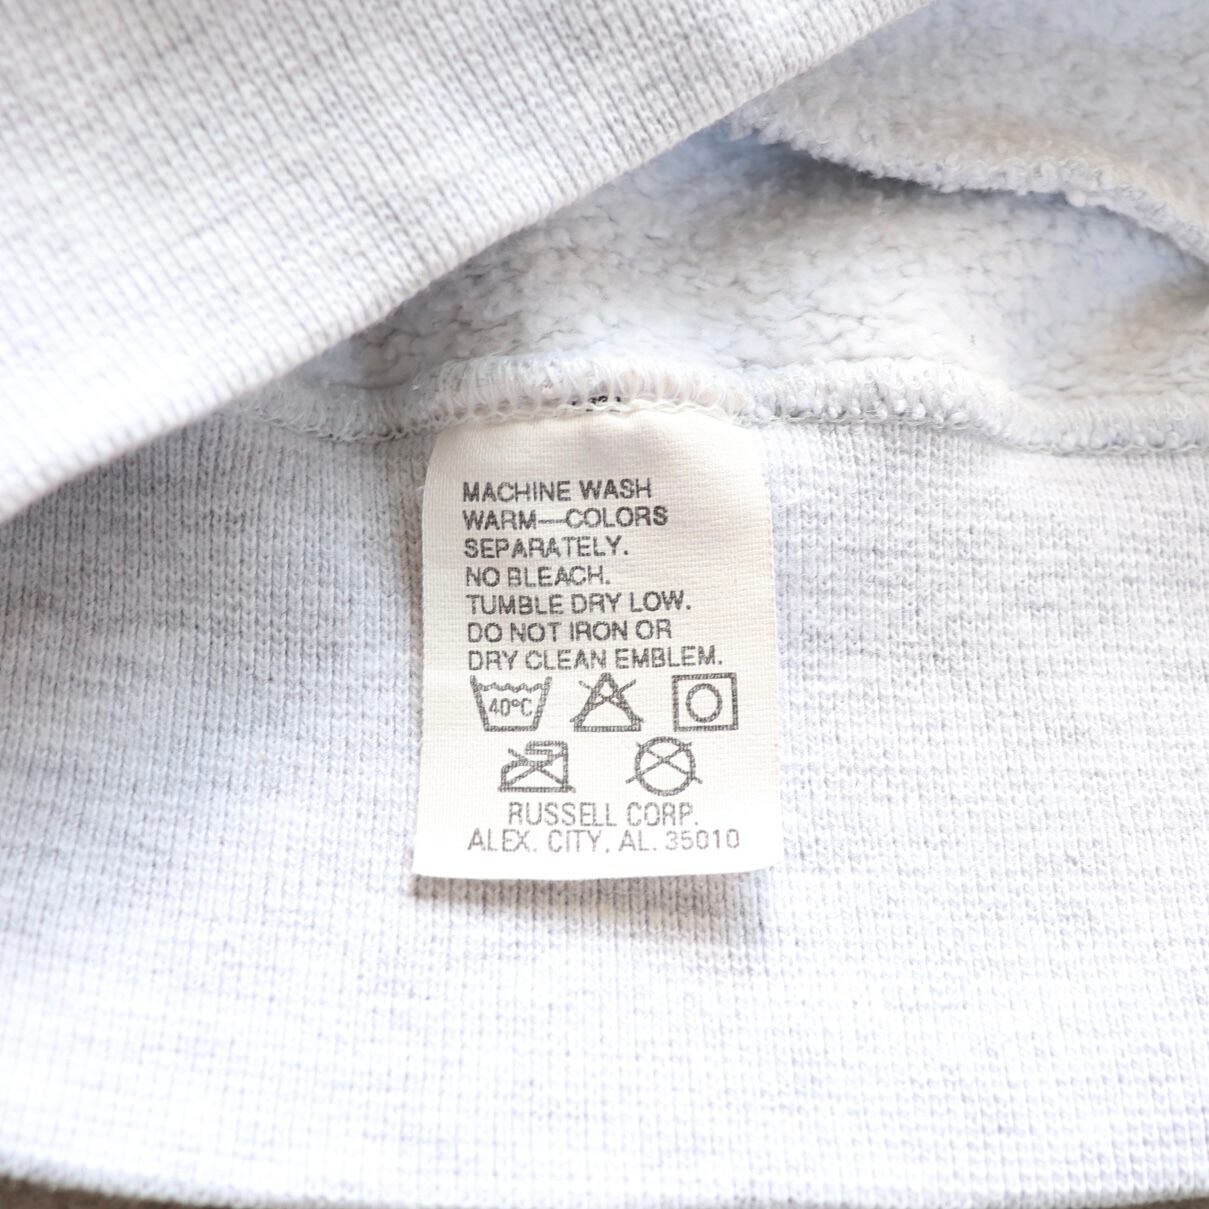 MACHINE WASH
WARM—COLORS
SEPARATELY.
NO BLEACH.
TUMBLE DRY LOW.
DO NOT IRON OR
DRY CLEAN EMBLEM.
40°C
RUSSELL CORP.
ALEX. CITY, AL. 35010